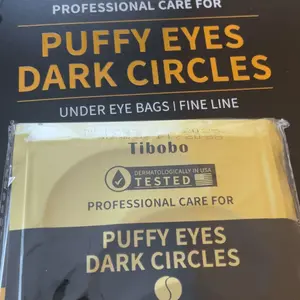 PROFESSIONAL CARE FOR
PUFFY EYES
DARK CIRCLES
UNDER EYE BAGS | FINE LINE
Tibobo
DERMATOLOGICALLY IN USA
TESTED
PROFESSIONAL CARE FOR
PUFFY EYES
DARK CIRCLES